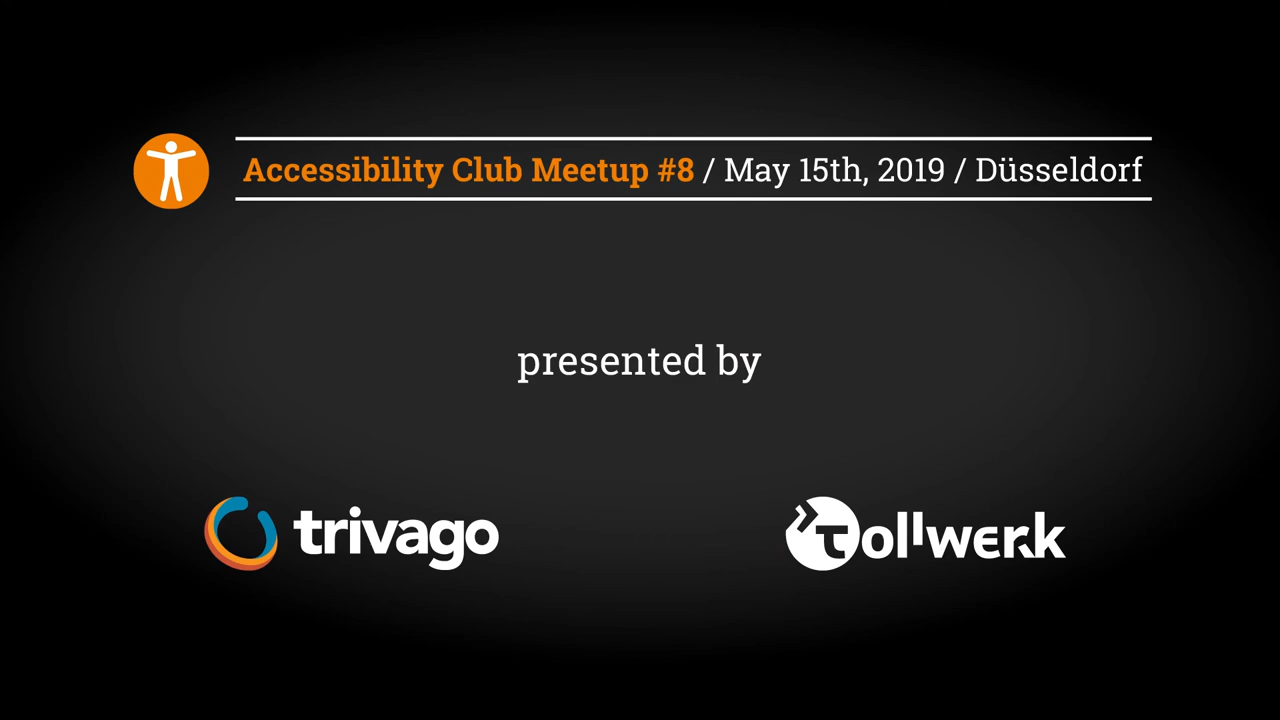 Accessibility Club Meetup #8 / May 15th, 2019 / Düsseldorf
presented by
trivago
tollwerk